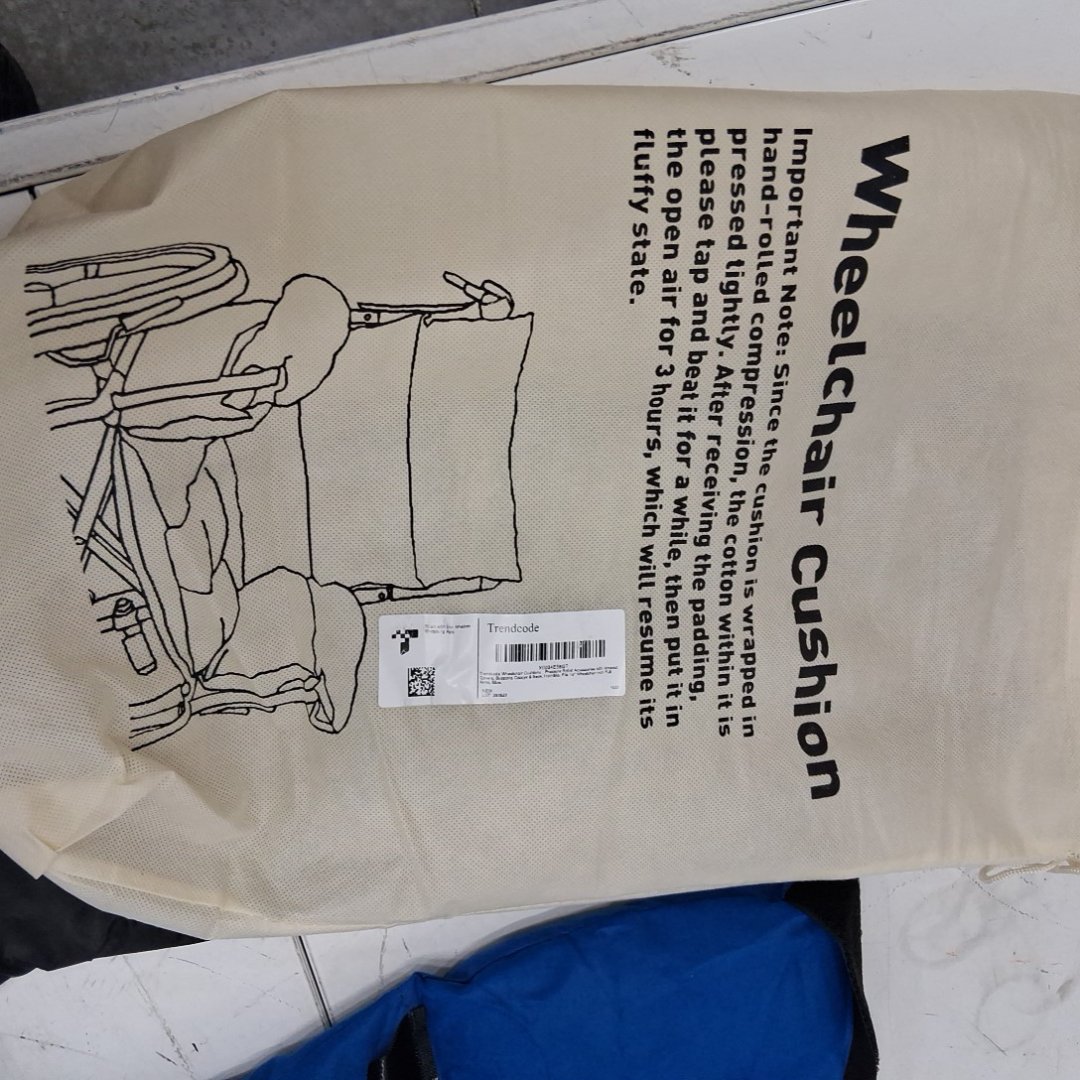 Wheelchair Cushion
Important Note: Since the cushion is wrapped in
hand-rolled compression, the cotton within it is
pressed tightly. After receiving the padding,
please tap and beat it for a while, then put it in
the open air for 3 hours, which will resume its
fluffy state.
Trendcode